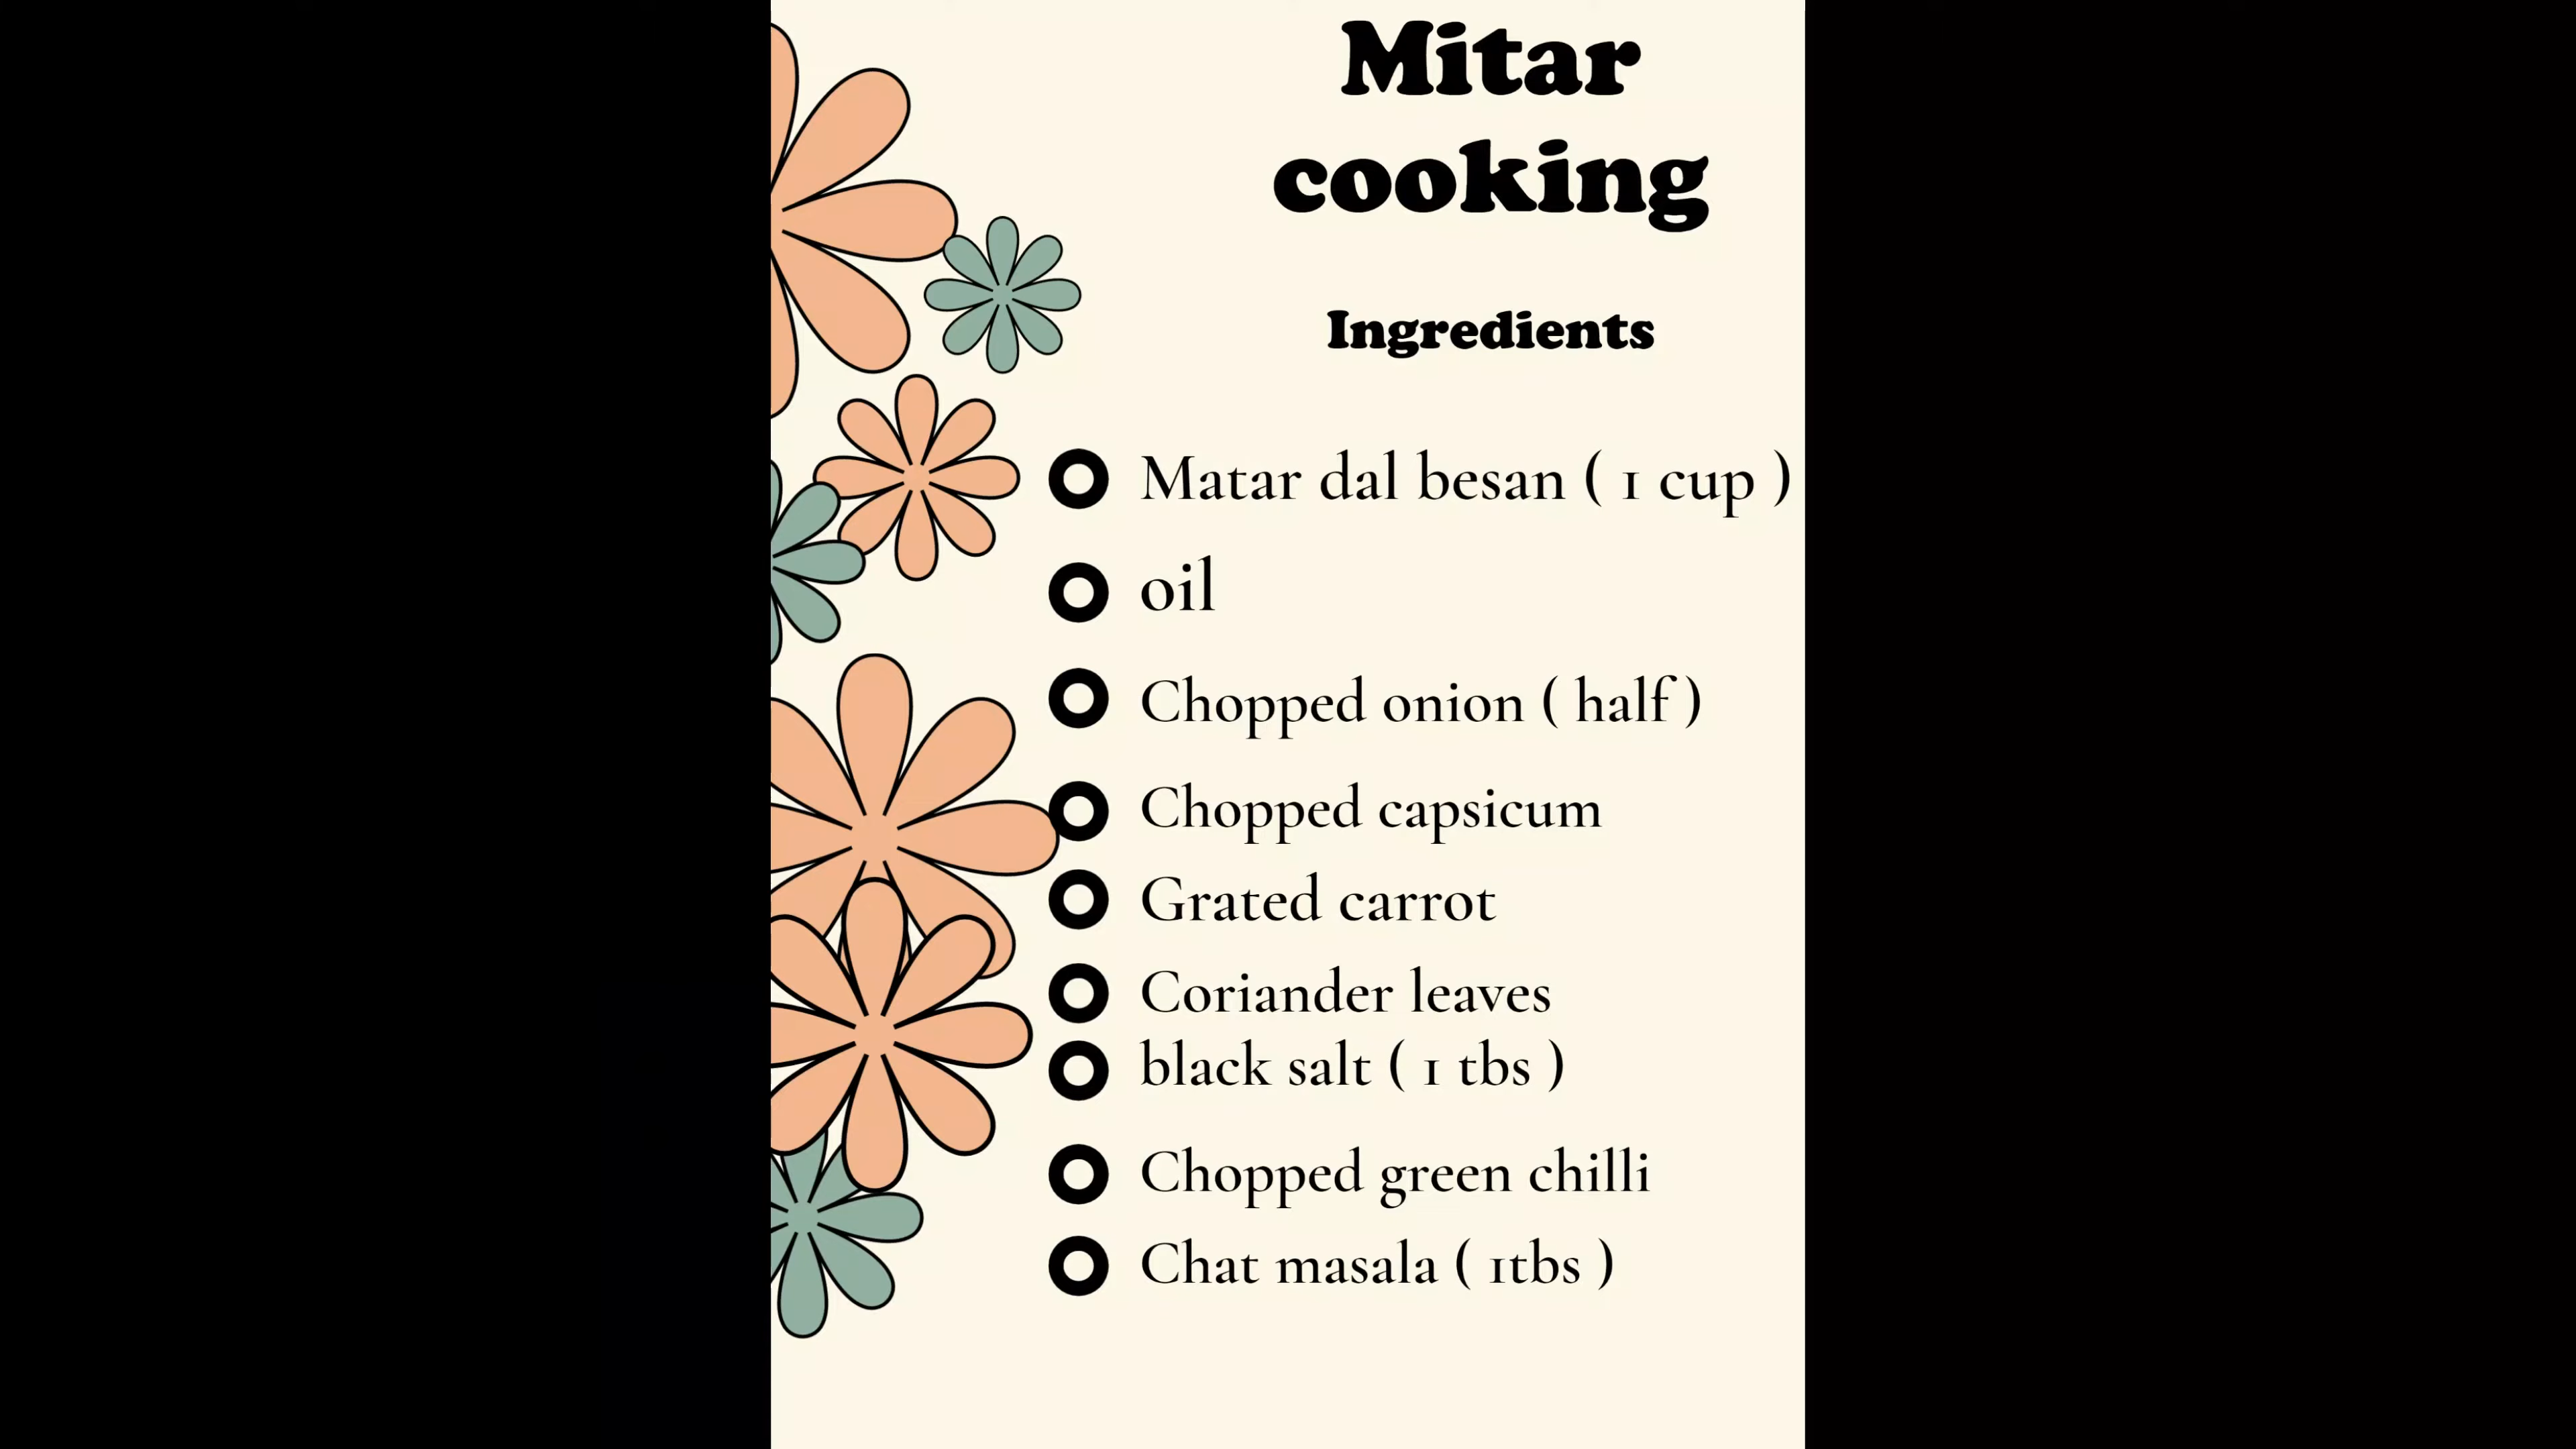 Mitar
cooking
Ingredients
Matar dal besan ( 1 cup )
oil
Chopped onion ( half )
Chopped capsicum
Grated carrot
Coriander leaves
black salt ( 1 tbs )
Chopped green chilli
Chat masala ( 1tbs )